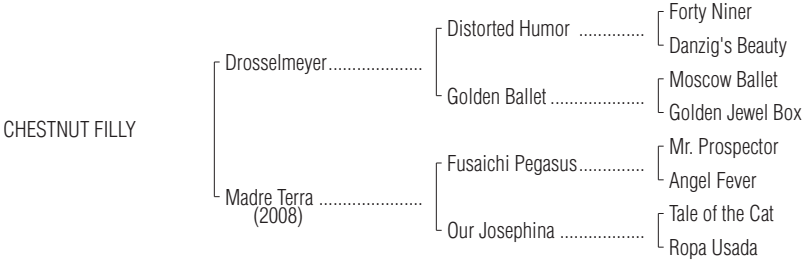 Forty Niner
Distorted Humor ..............
Danzig's Beauty
Drosselmeyer....................
Moscow Ballet
Golden Ballet ....................
Golden Jewel Box
CHESTNUT FILLY
Mr. Prospector
Fusaichi Pegasus..............
Angel Fever
Madre Terra ......................
(2008)
Tale of the Cat
Our Josephina ..................
Ropa Usada